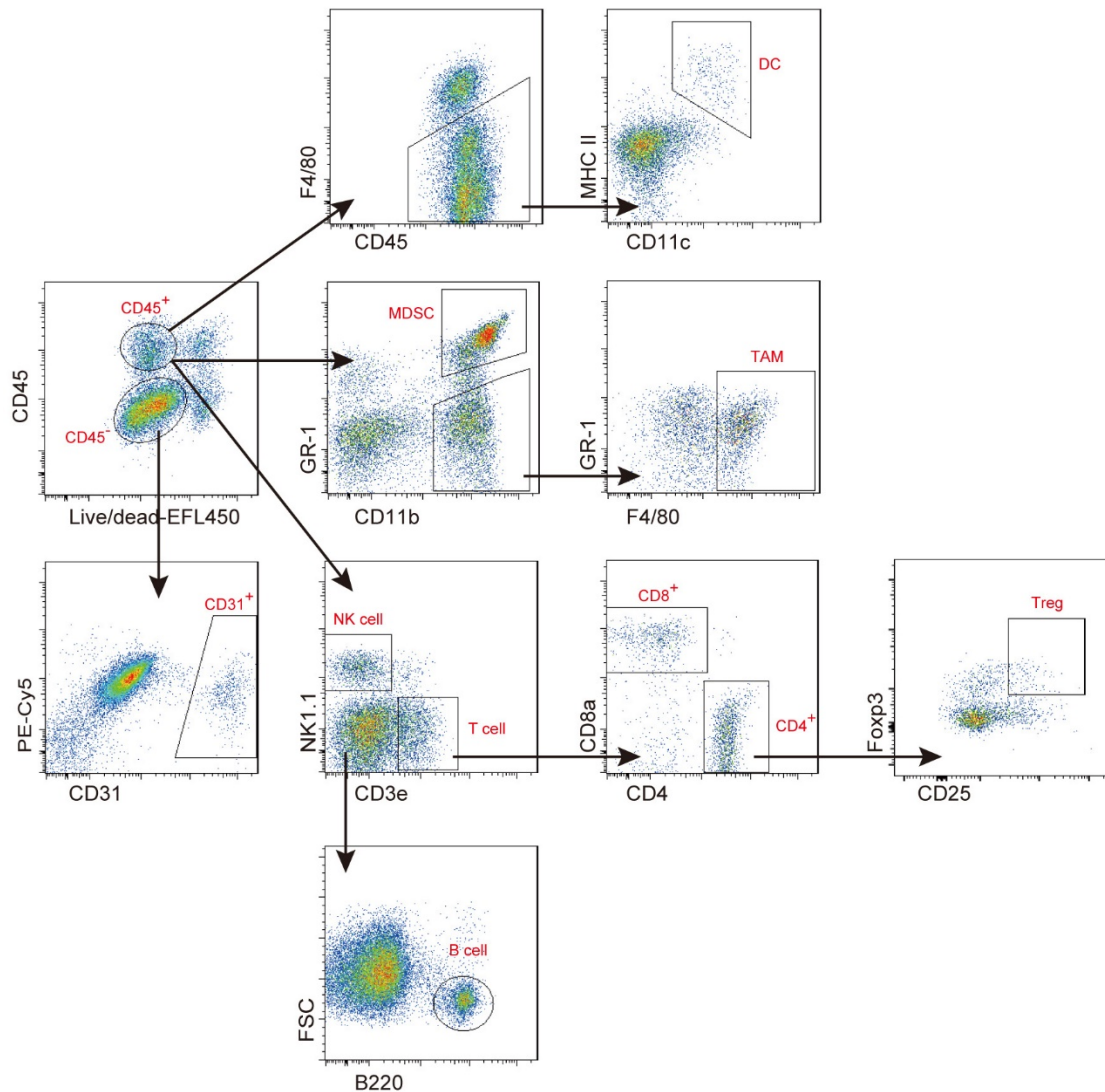 F4/80
CD45
DC
MHC II
CD11c
CD45⁺
CD45⁻
CD45
Live/dead-EFL450
MDSC
GR-1
CD11b
TAM
GR-1
F4/80
CD31⁺
PE-Cy5
CD31
NK cell
T cell
NK1.1
CD3e
CD8⁺
CD4⁺
CD8a
CD4
Treg
Foxp3
CD25
B cell
FSC
B220